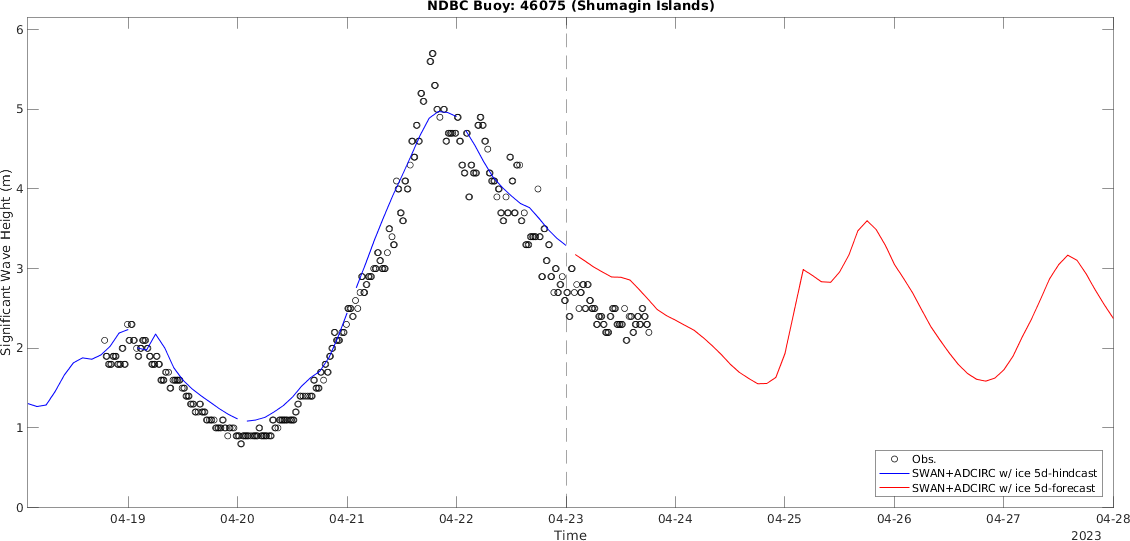 NDBC Buoy: 46075 (Shumagin Islands)
6
5
4
3
2
1
0
Significant Wave Height (m)
Obs.
SWAN+ADCIRC w/ ice 5d-hindcast
SWAN+ADCIRC w/ ice 5d-forecast
04-19 04-20 04-21 04-22 04-23 04-24 04-25 04-26 04-27 04-28
Time
2023